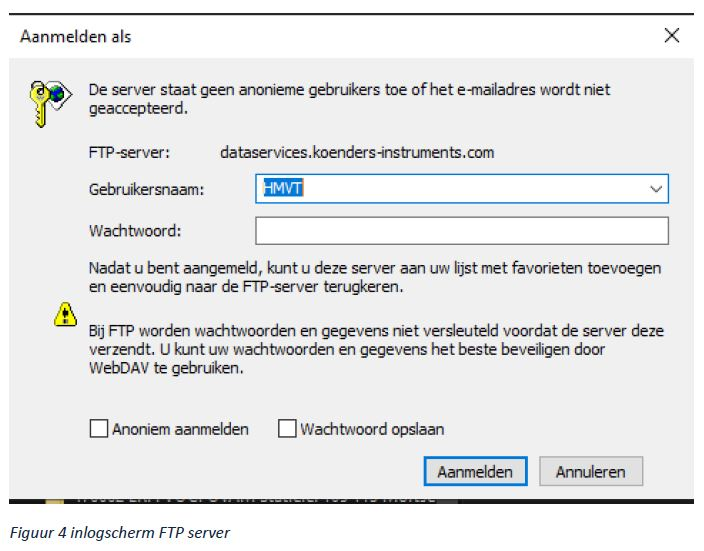 Aanmelden als
De server staat geen anonieme gebruikers toe of het e-mailadres wordt niet
geaccepteerd.
FTP-server: dataservices.koenders-instruments.com
Gebruikersnaam: HMVT
Wachtwoord:
Nadat u bent aangemeld, kunt u deze server aan uw lijst met favorieten toevoegen
en eenvoudig naar de FTP-server terugkeren.
Bij FTP worden wachtwoorden en gegevens niet versleuteld voordat de server deze
verzendt. U kunt uw wachtwoorden en gegevens het beste beveiligen door
WebDAV te gebruiken.
Anoniem aanmelden Wachtwoord opslaan
Aanmelden Annuleren
Figuur 4 inlogscherm FTP server